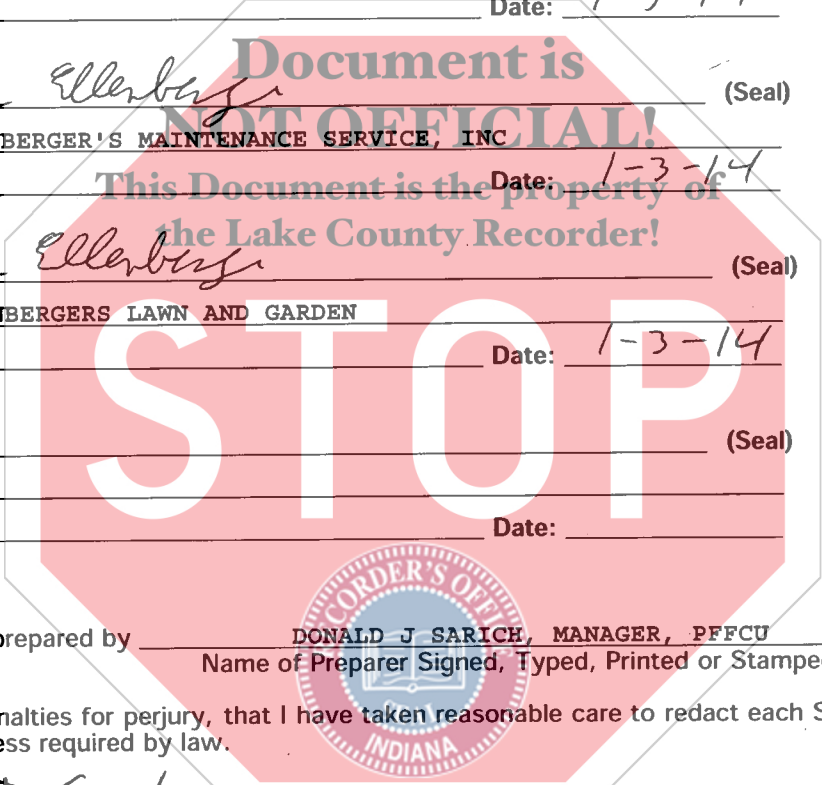 Date:
Document is
Ellenberger
(Seal)
NOT OFFICIAL!
BERGER'S MAINTENANCE SERVICE, INC
This Document is the property of
Date: 1-3-14
the Lake County Recorder!
Ellenberger
(Seal)
BERGERS LAWN AND GARDEN
Date: 1-3-14
STOP
(Seal)
Date:
RECORDER'S OFFICE
prepared by DONALD J SARICH, MANAGER, PFFCU
Name of Preparer Signed, Typed, Printed or Stampe
SEAL
nalties for perjury, that I have taken reasonable care to redact each S
ess required by law.
INDIANA